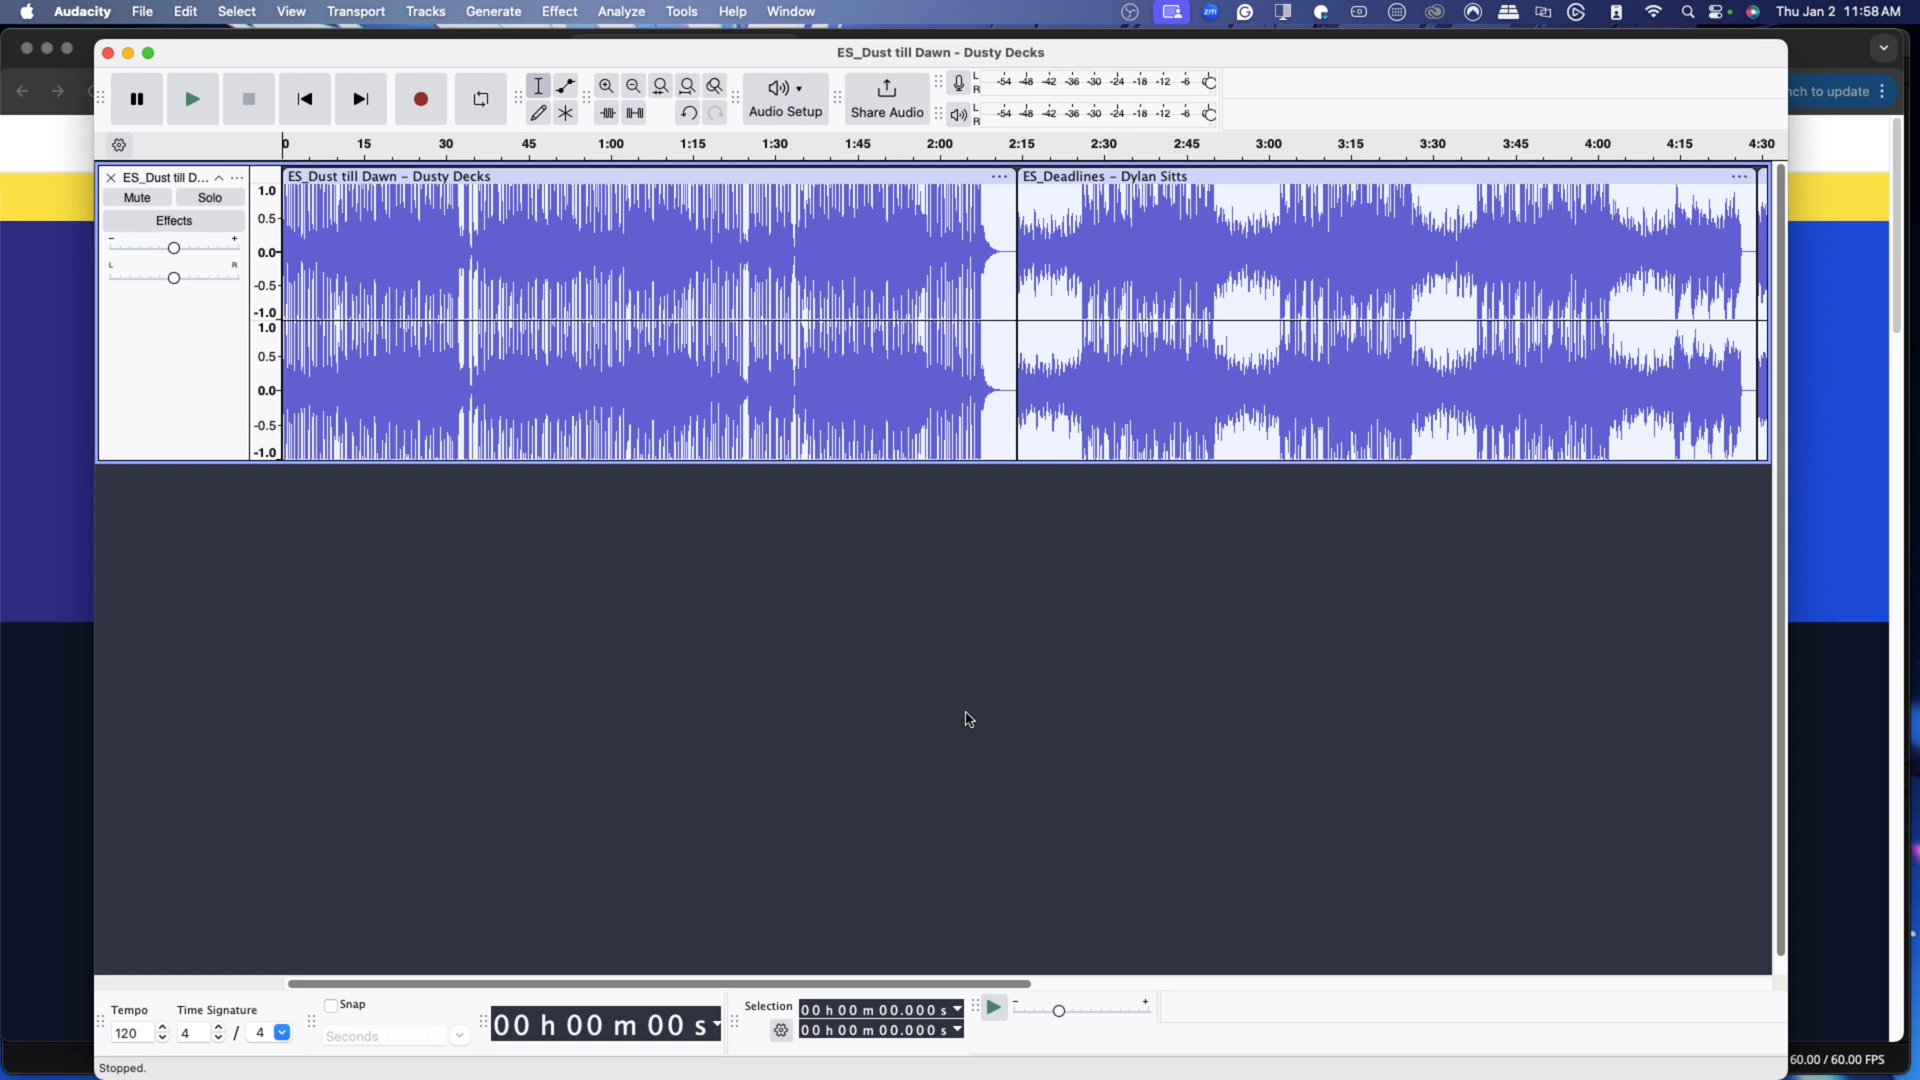 Audacity File Edit Select View Transport Tracks Generate Effect Analyze Tools Help Window zm Thu Jan 2 11:58 AM
ES_Dust till Dawn - Dusty Decks
nch to update
Audio Setup
Share Audio
L
R
-54 -48 -42 -36 -30 -24 -18 -12 -6
L
R
-54 -48 -42 -36 -30 -24 -18 -12 -6
0 15 30 45 1:00 1:15 1:30 1:45 2:00 2:15 2:30 2:45 3:00 3:15 3:30 3:45 4:00 4:15 4:30
ES_Dust till D...
ES_Dust till Dawn - Dusty Decks
ES_Deadlines - Dylan Sitts
Mute Solo
Effects
- +
L R
1.0
0.5
0.0
-0.5
-1.0
1.0
0.5
0.0
-0.5
-1.0
Tempo
120
Time Signature
4 / 4
Snap
Seconds
00 h 00 m 00 s
Selection
00 h 00 m 00.000 s
00 h 00 m 00.000 s
- +
60.00 / 60.00 FPS
Stopped.